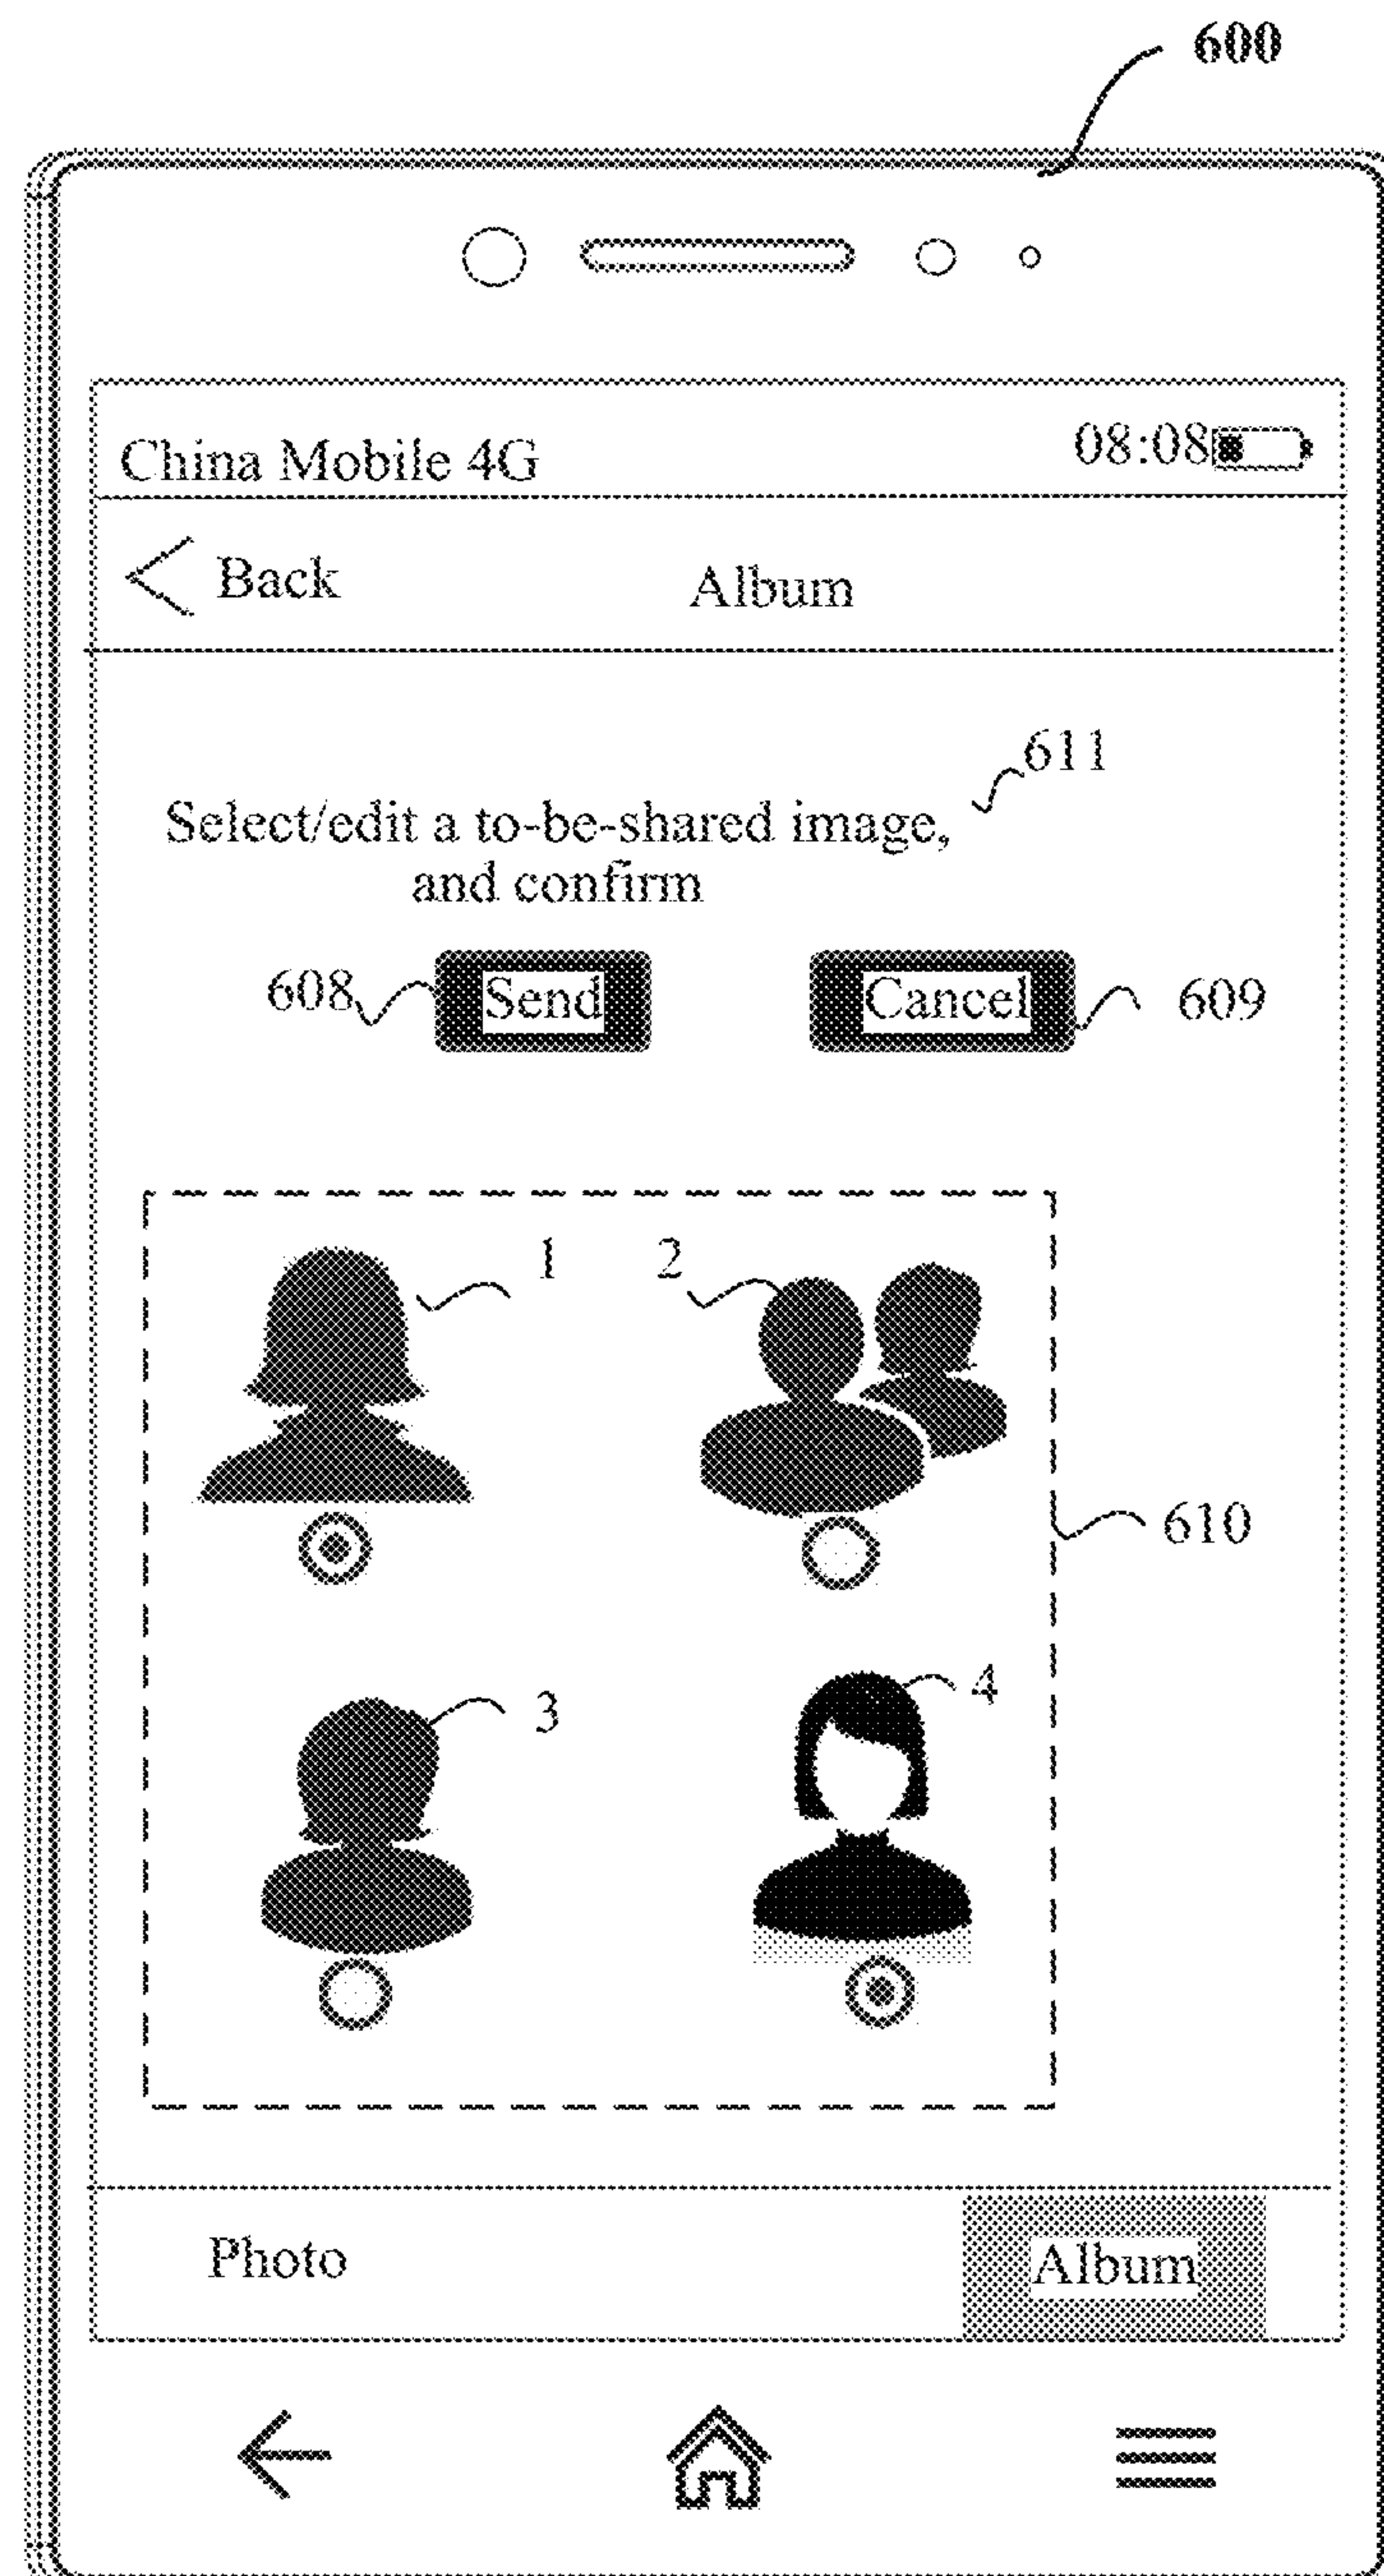 600
China Mobile 4G 08:08
Back Album
611
Select/edit a to-be-shared image,
and confirm
608 Send Cancel 609
1 2
610
3 4
Photo Album